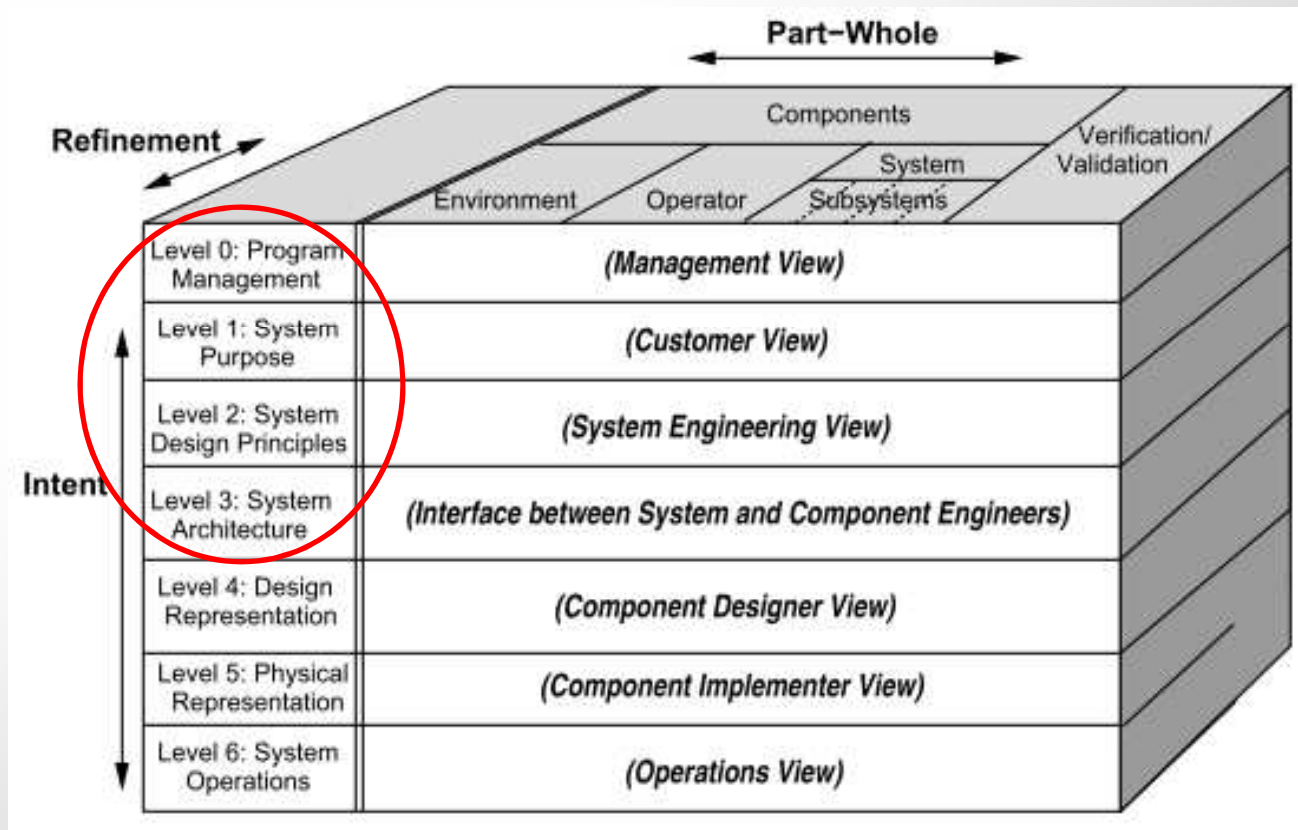 Part-Whole
Refinement
Components
Verification/
Validation
System
Environment
Operator
Subsystems
Level 0: Program
Management
(Management View)
Level 1: System
Purpose
(Customer View)
Level 2: System
Design Principles
(System Engineering View)
Intent
Level 3: System
Architecture
(Interface between System and Component Engineers)
Level 4: Design
Representation
(Component Designer View)
Level 5: Physical
Representation
(Component Implementer View)
Level 6: System
Operations
(Operations View)